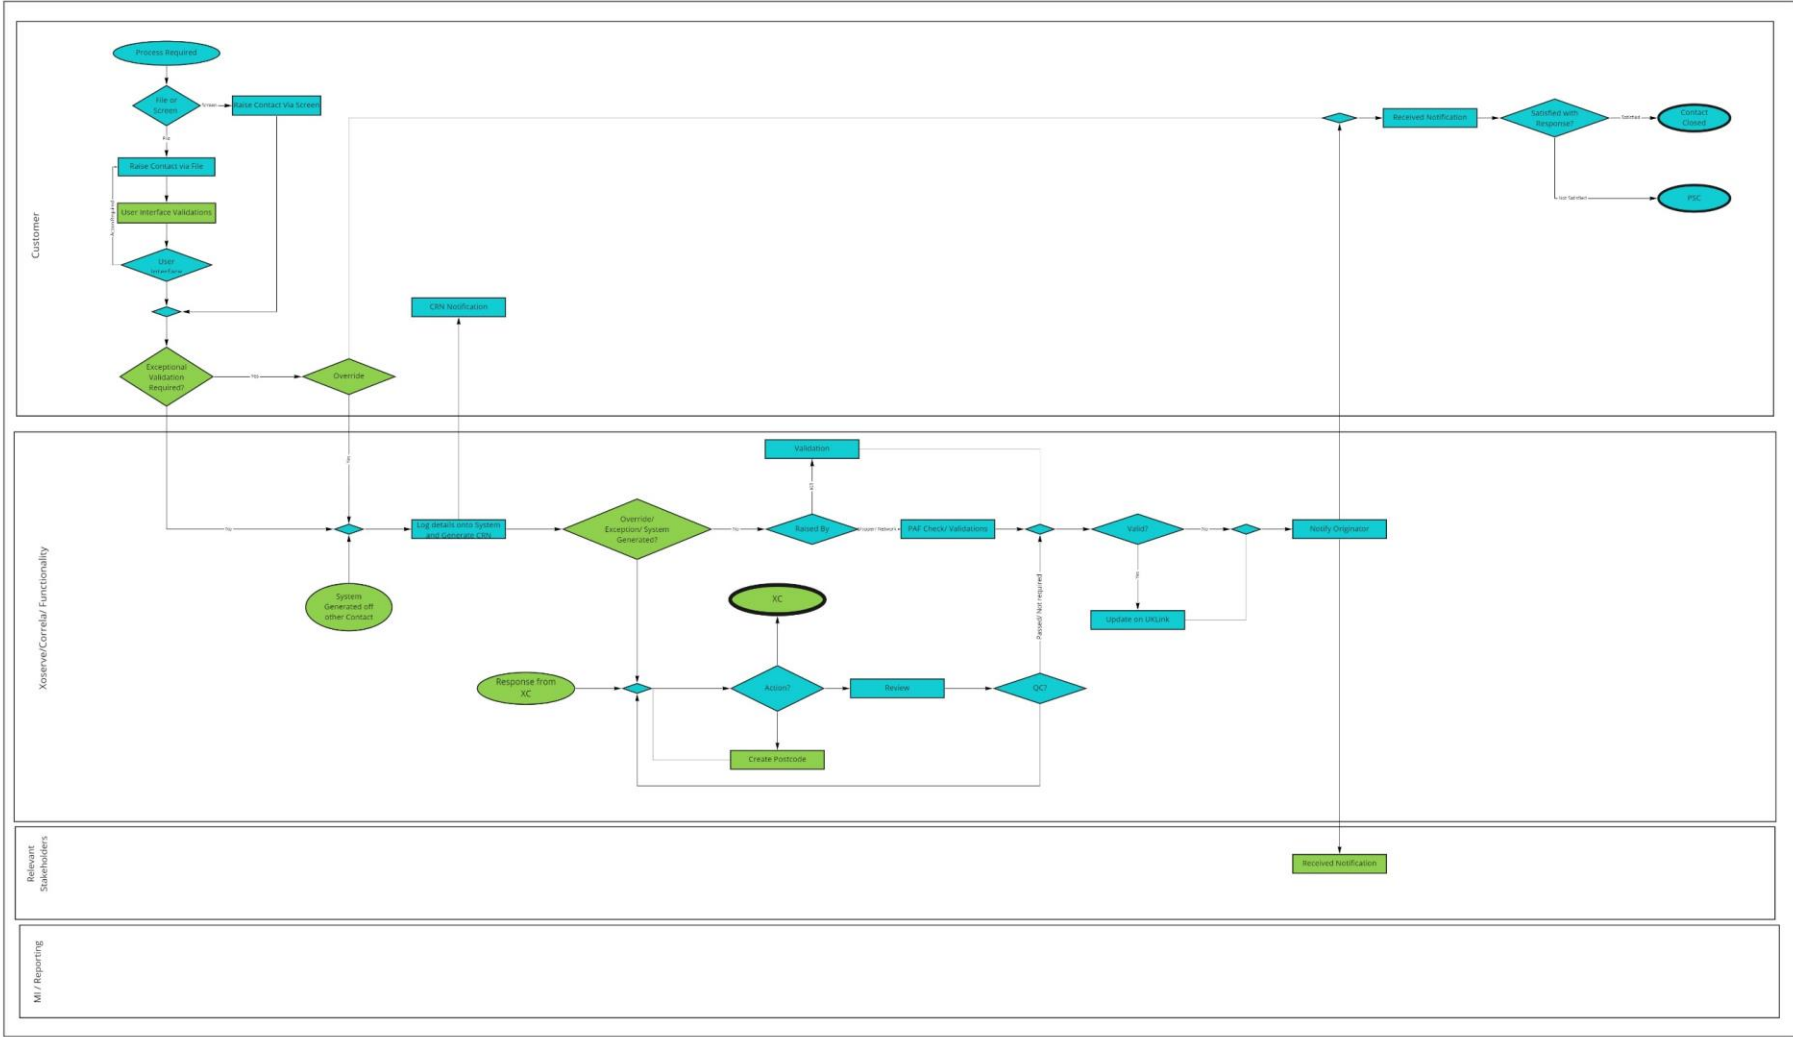 Customer
Process Required
File or
Screen
Screen
Raise Contact Via Screen
File
Raise Contact via File
User Interface Validations
User
Interface
Exceptional
Validation
Required?
Yes
Override
CRN Notification
Received Notification
Satisfied with
Response?
Satisfied
Contact
Closed
Not Satisfied
PSC
Xoserve/Correla/ Functionality
No
System
Generated off
other Contact
Log details onto System
and Generate CRN
Override/
Exception/ System
Generated?
No
Raised By
Validation
PAF Check/ Validations
Valid?
No
Notify Originator
Update on UKLink
Passed/ Not required
XC
Response from
XC
Action?
Review
QC?
Create Postcode
Relevant
Stakeholders
Received Notification
MI / Reporting